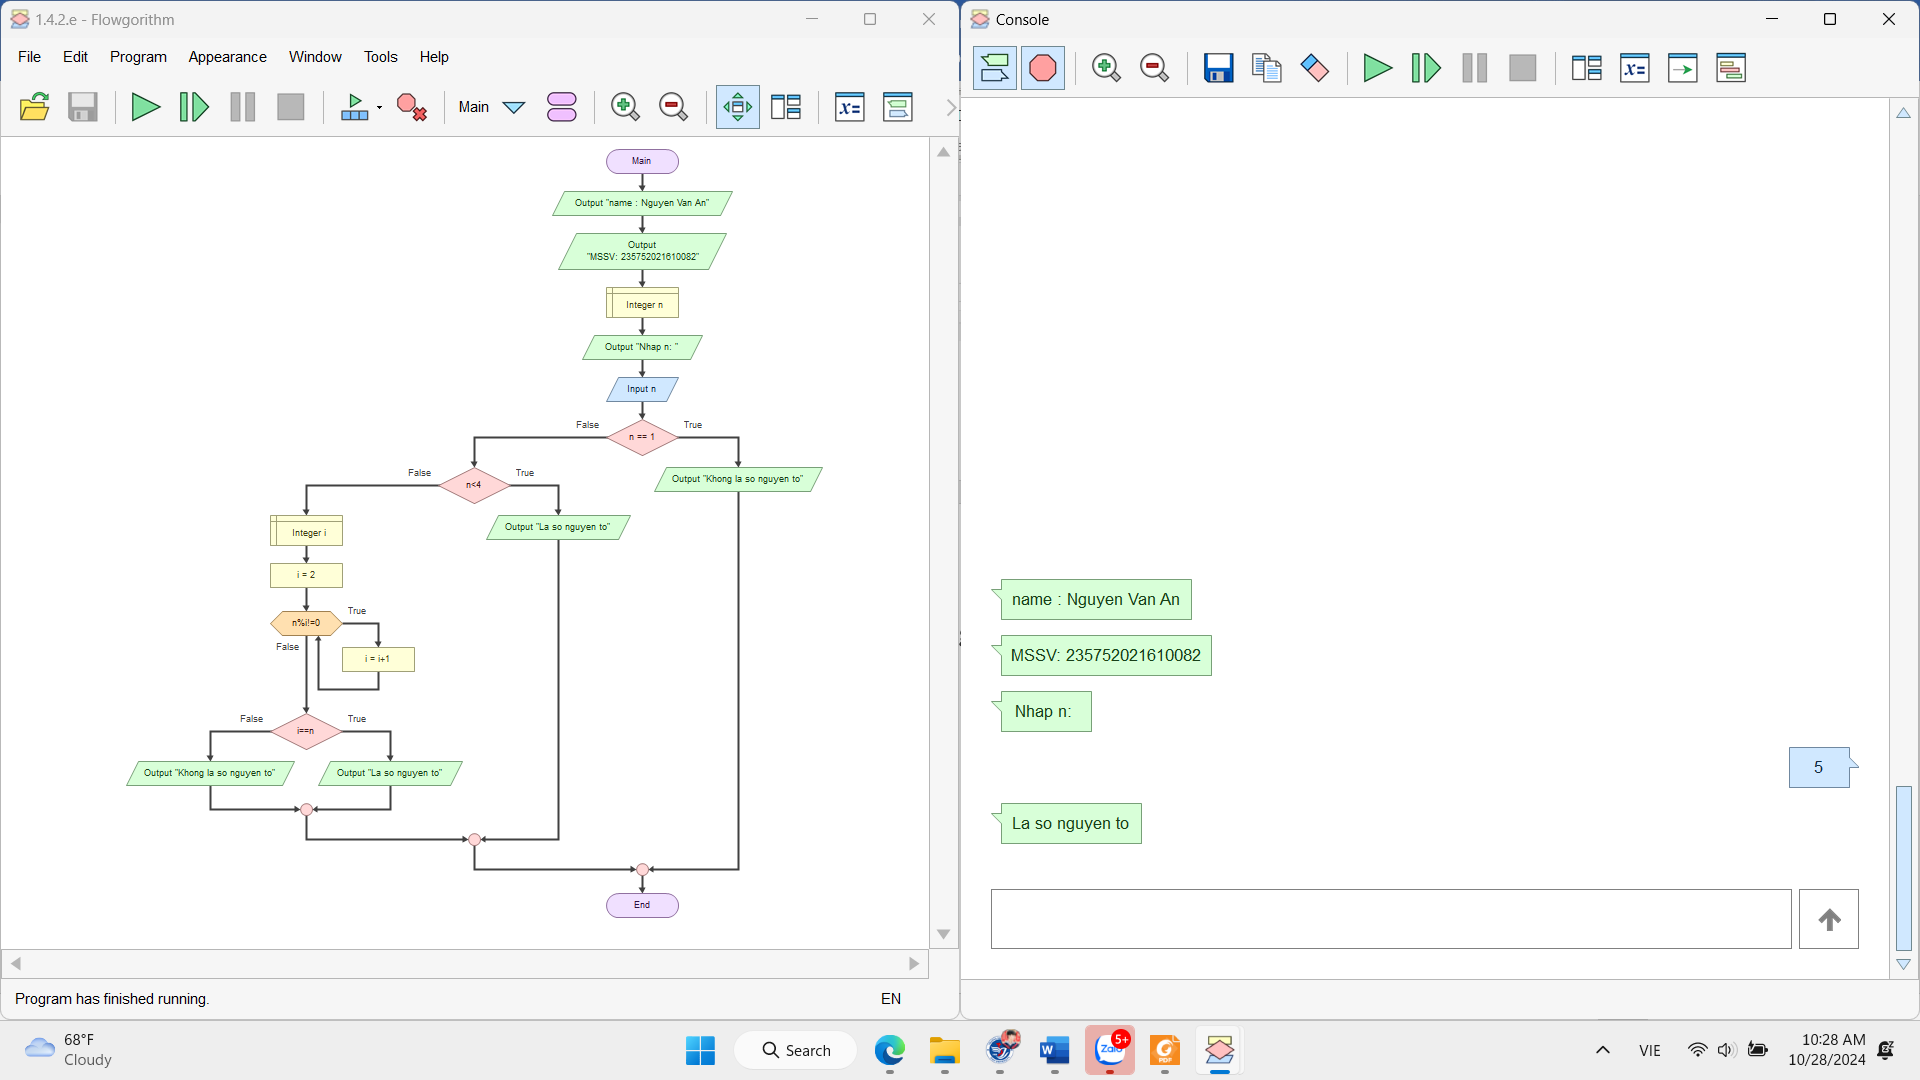 1.4.2.e - Flowgorithm
File Edit Program Appearance Window Tools Help
Main
Main
Output "name : Nguyen Van An"
Output
"MSSV: 235752021610082"
Integer n
Output "Nhap n: "
Input n
False
True
n == 1
False
True
n<4
Output "Khong la so nguyen to"
Integer i
Output "La so nguyen to"
i = 2
True
n%i!=0
False
i = i+1
False
True
i==n
Output "Khong la so nguyen to"
Output "La so nguyen to"
End
Program has finished running.
EN
Console
x=
x=
name : Nguyen Van An
MSSV: 235752021610082
Nhap n:
5
La so nguyen to
68°F
Cloudy
Search
W
Zalo
5+
PDF
VIE
10:28 AM
10/28/2024